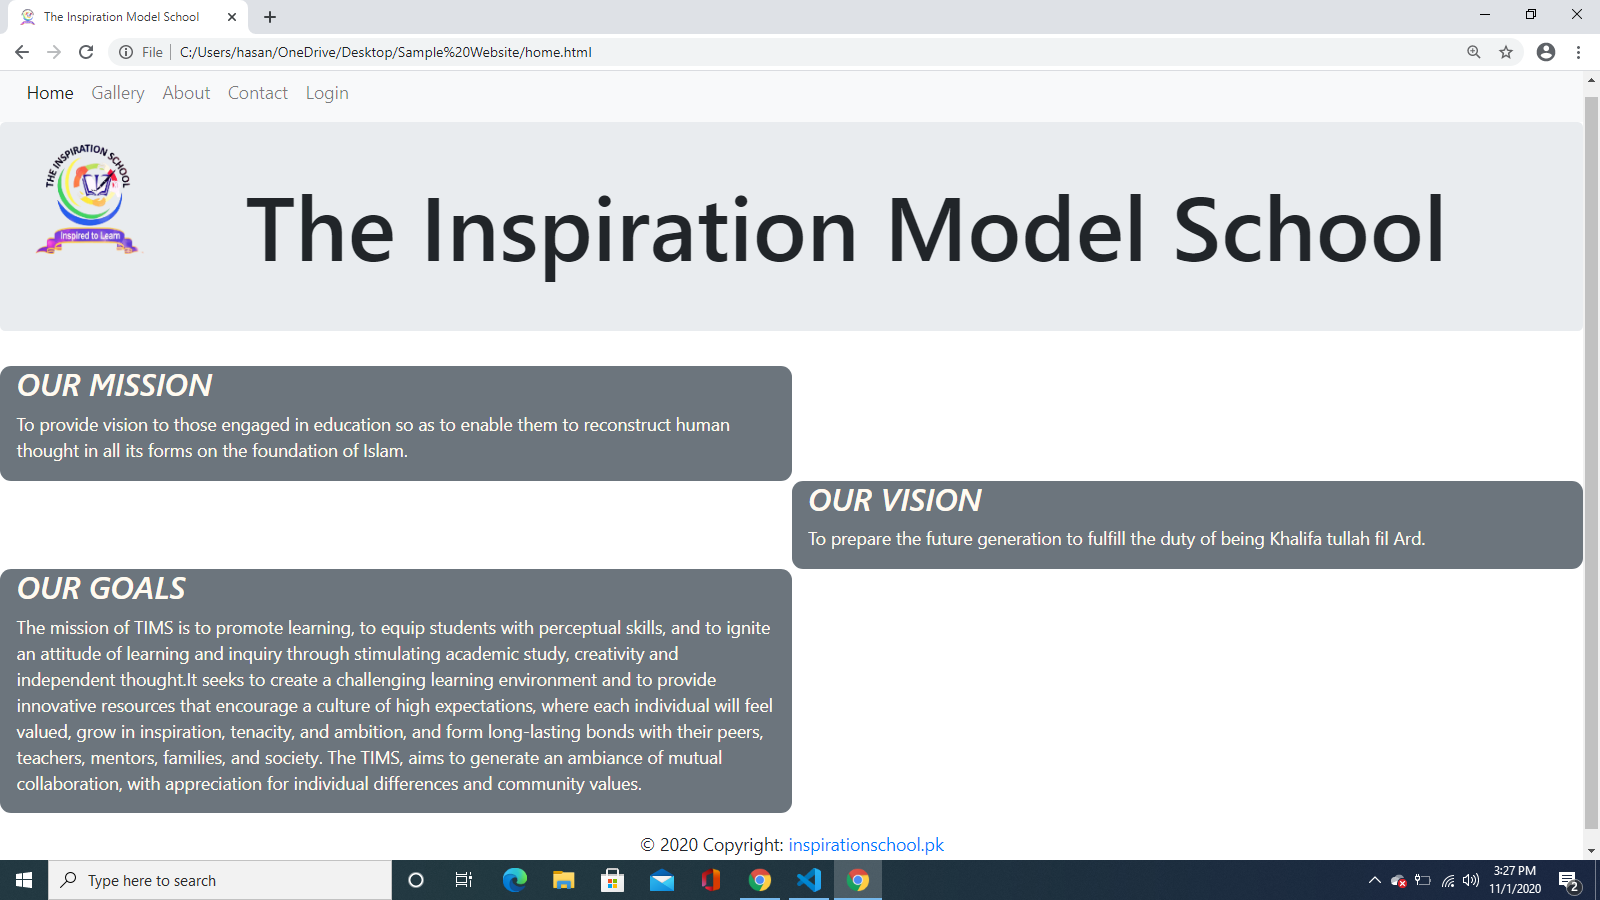 The Inspiration Model School
File
C:/Users/hasan/OneDrive/Desktop/Sample%20Website/home.html
Home Gallery About Contact Login
THE INSPIRATION SCHOOL
Inspired to Learn
The Inspiration Model School
OUR MISSION
To provide vision to those engaged in education so as to enable them to reconstruct human
thought in all its forms on the foundation of Islam.
OUR VISION
To prepare the future generation to fulfill the duty of being Khalifa tullah fil Ard.
OUR GOALS
The mission of TIMS is to promote learning, to equip students with perceptual skills, and to ignite
an attitude of learning and inquiry through stimulating academic study, creativity and
independent thought.It seeks to create a challenging learning environment and to provide
innovative resources that encourage a culture of high expectations, where each individual will feel
valued, grow in inspiration, tenacity, and ambition, and form long-lasting bonds with their peers,
teachers, mentors, families, and society. The TIMS, aims to generate an ambiance of mutual
collaboration, with appreciation for individual differences and community values.
© 2020 Copyright: inspirationschool.pk
Type here to search
3:27 PM
11/1/2020
2